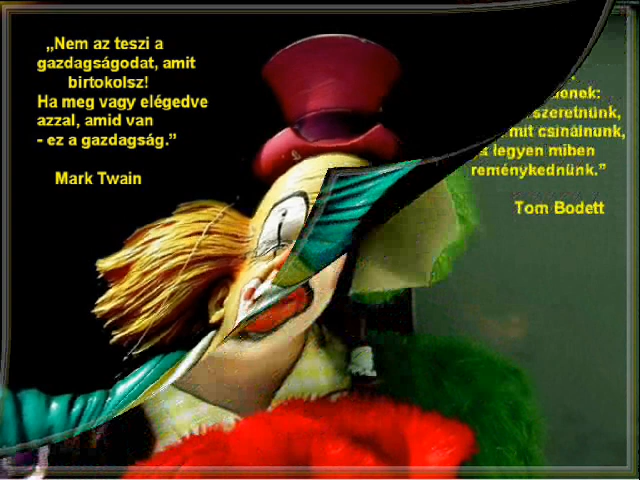 „Nem az teszi a
gazdagságodat, amit
birtokolsz!
Ha meg vagy elégedve
azzal, amid van
- ez a gazdagság.”
Mark Twain
szeretnünk,
mit csinálnunk,
legyen miben
reménykednünk.”
Tom Bodett